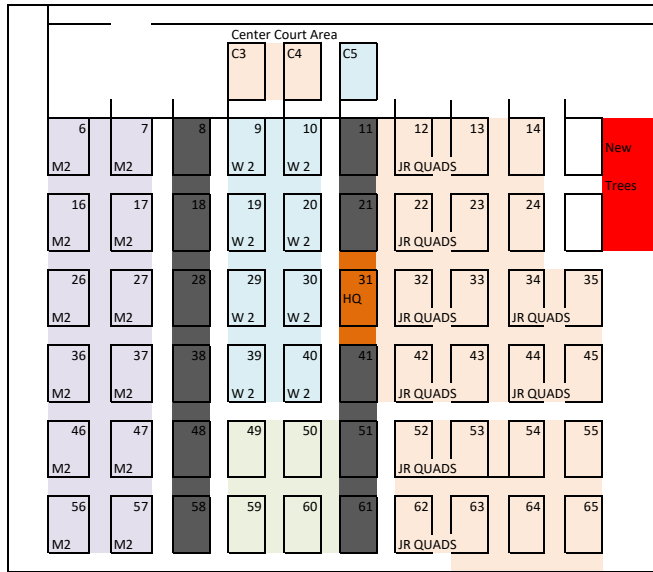 Center Court Area
C3 C4 C5
6 7 8 9 10 11 12 13 14
New
M2 M2 W 2 W 2 JR QUADS
Trees
16 17 18 19 20 21 22 23 24
M2 M2 W 2 W 2 JR QUADS
26 27 28 29 30 31 32 33 34 35
HQ
M2 M2 W 2 W 2 JR QUADS JR QUADS
36 37 38 39 40 41 42 43 44 45
M2 M2 W 2 W 2 JR QUADS JR QUADS
46 47 48 49 50 51 52 53 54 55
M2 M2 JR QUADS
56 57 58 59 60 61 62 63 64 65
M2 M2 JR QUADS